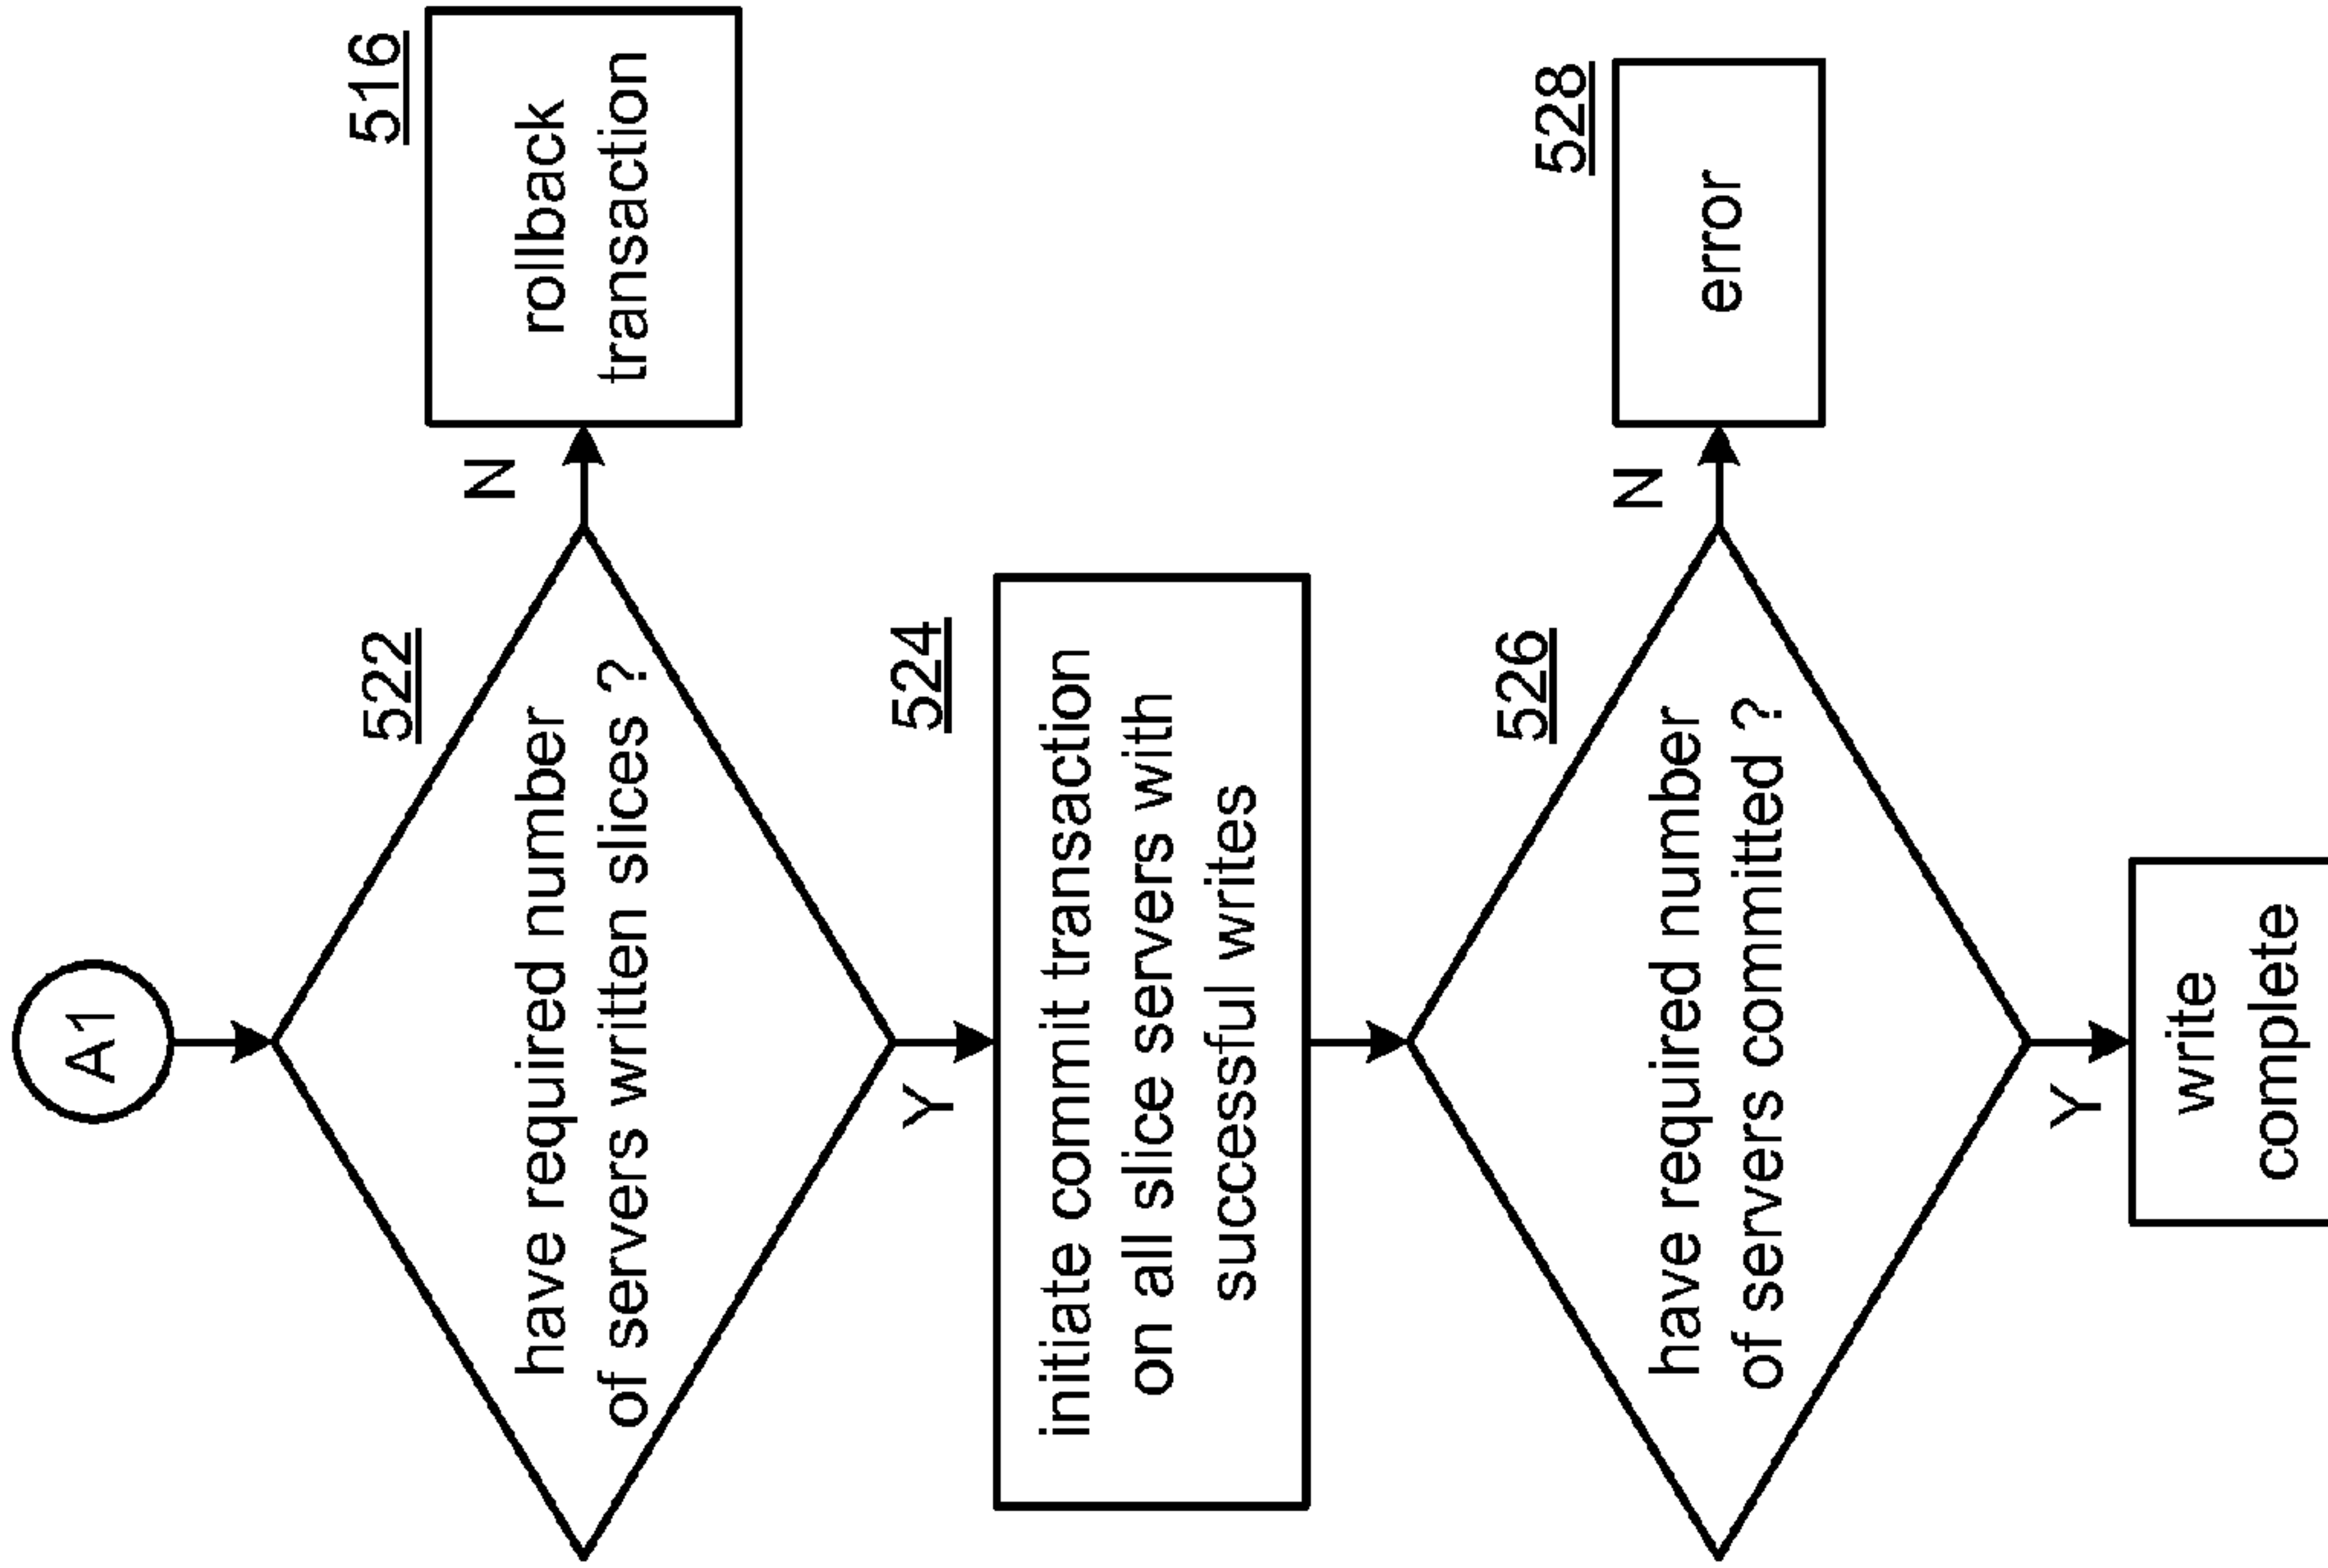 A1
522
have required number
of servers written slices ?
N
516
rollback
transaction
Y
524
initiate commit transaction
on all slice servers with
successful writes
526
have required number
of servers committed ?
N
528
error
Y
write
complete